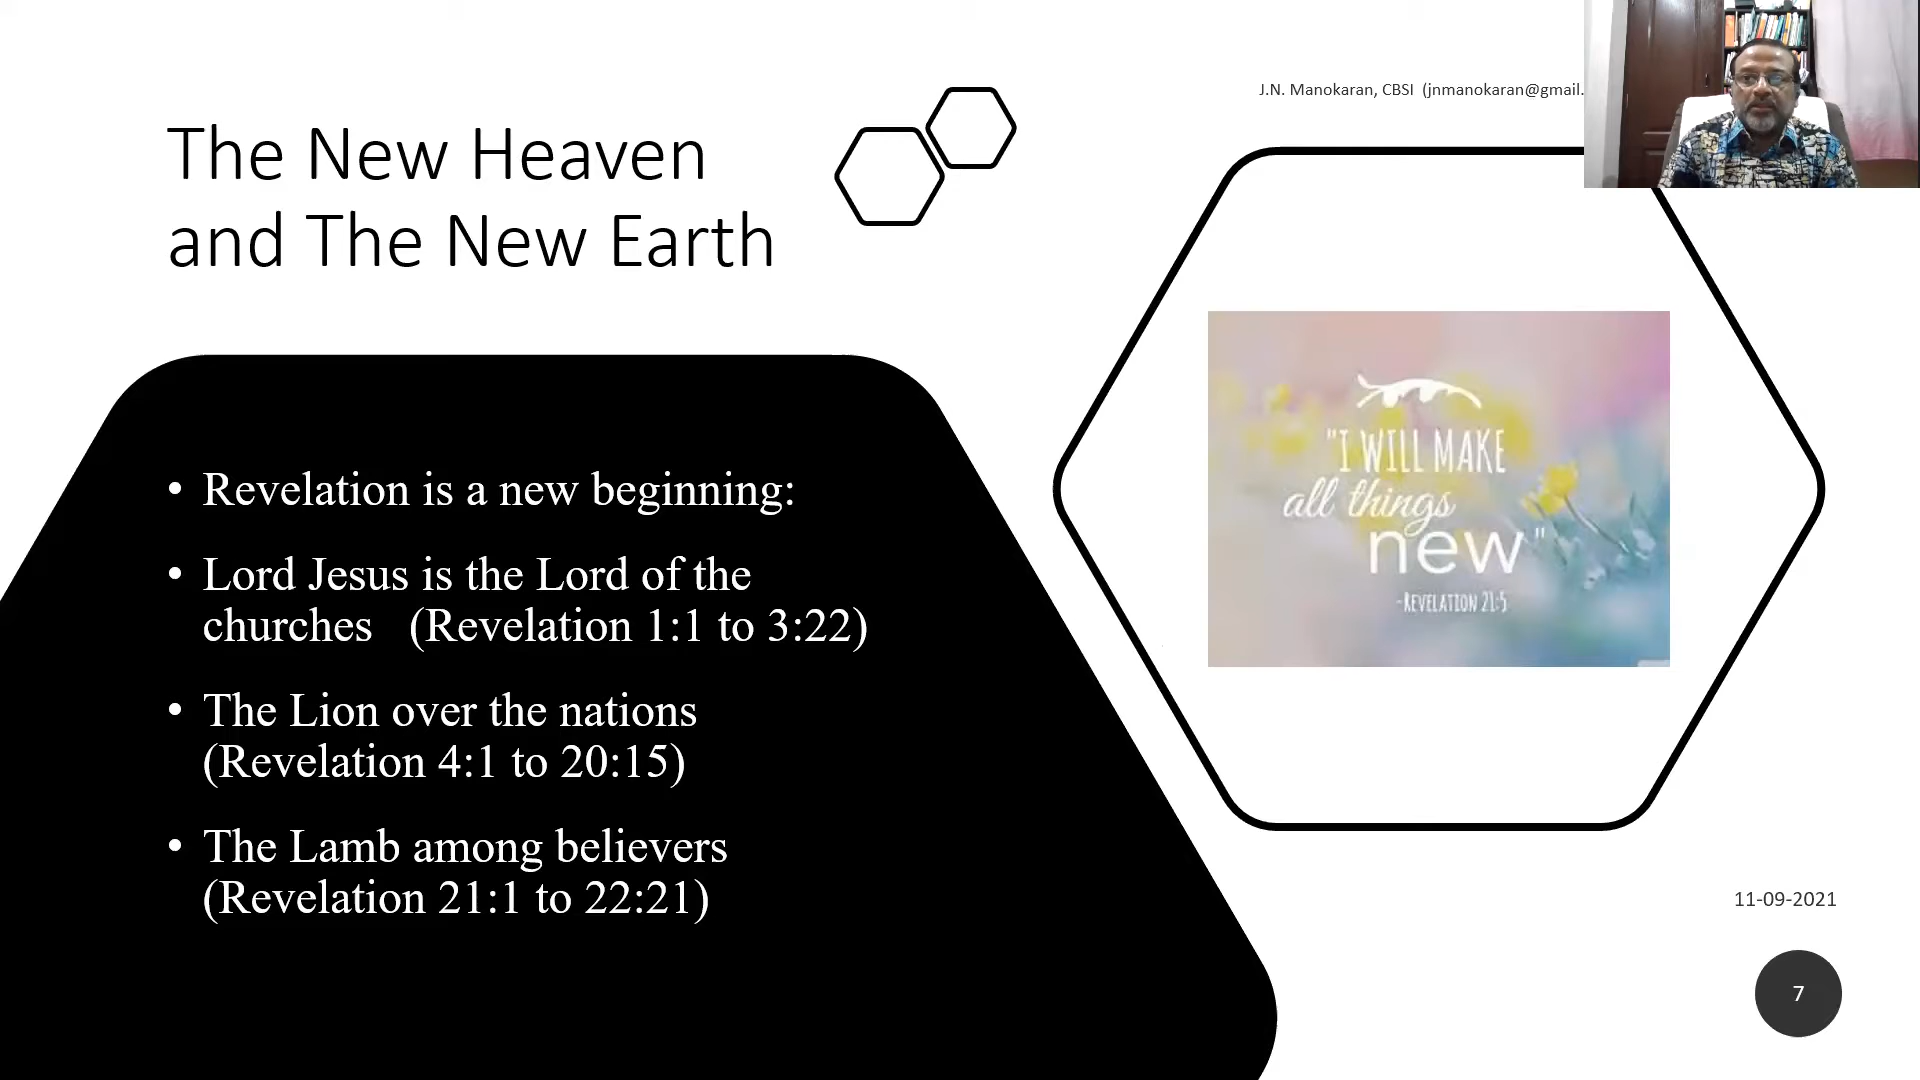 J.N. Manokaran, CBSI (jnmanokaran@gmail.
The New Heaven
and The New Earth
• Revelation is a new beginning:
• Lord Jesus is the Lord of the
churches (Revelation 1:1 to 3:22)
• The Lion over the nations
(Revelation 4:1 to 20:15)
• The Lamb among believers
(Revelation 21:1 to 22:21)
"I WILL MAKE
all things
new"
-REVELATION 21:5
11-09-2021
7